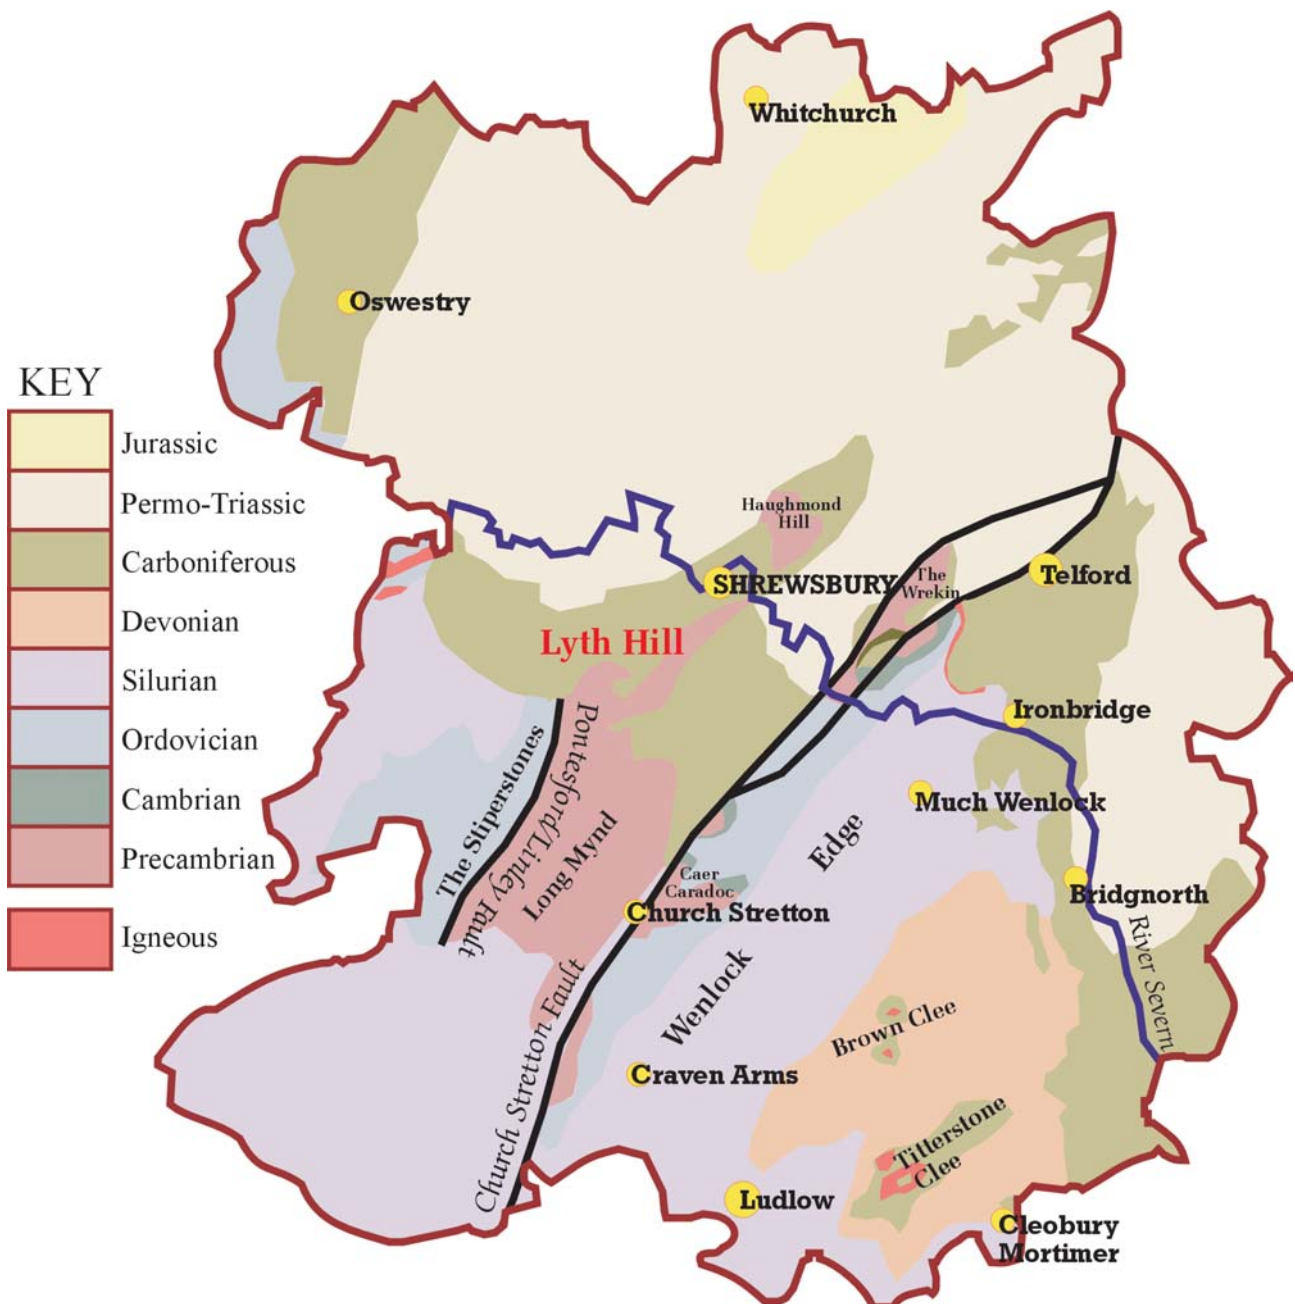 Whitchurch
Oswestry
KEY
Jurassic
Permo-Triassic
Carboniferous
Devonian
Silurian
Ordovician
Cambrian
Precambrian
Igneous
Haughmond
Hill
SHREWSBURY
The
Wrekin
Telford
Lyth Hill
Ironbridge
The Stiperstones
Pontesford/Linley Fault
Long Mynd
Much Wenlock
Edge
Wenlock
Caer
Caradoc
Church Stretton
Bridgnorth
River Severn
Church Stretton Fault
Brown Clee
Craven Arms
Titterstone
Clee
Ludlow
Cleobury
Mortimer